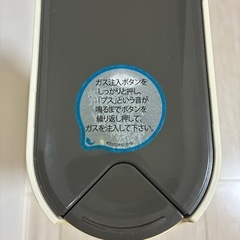 ガス注入ボタンを
しっかりと押し、
「プス」という音が
鳴るまでボタンを
繰り返し押して、
ガスを注入して下さい。